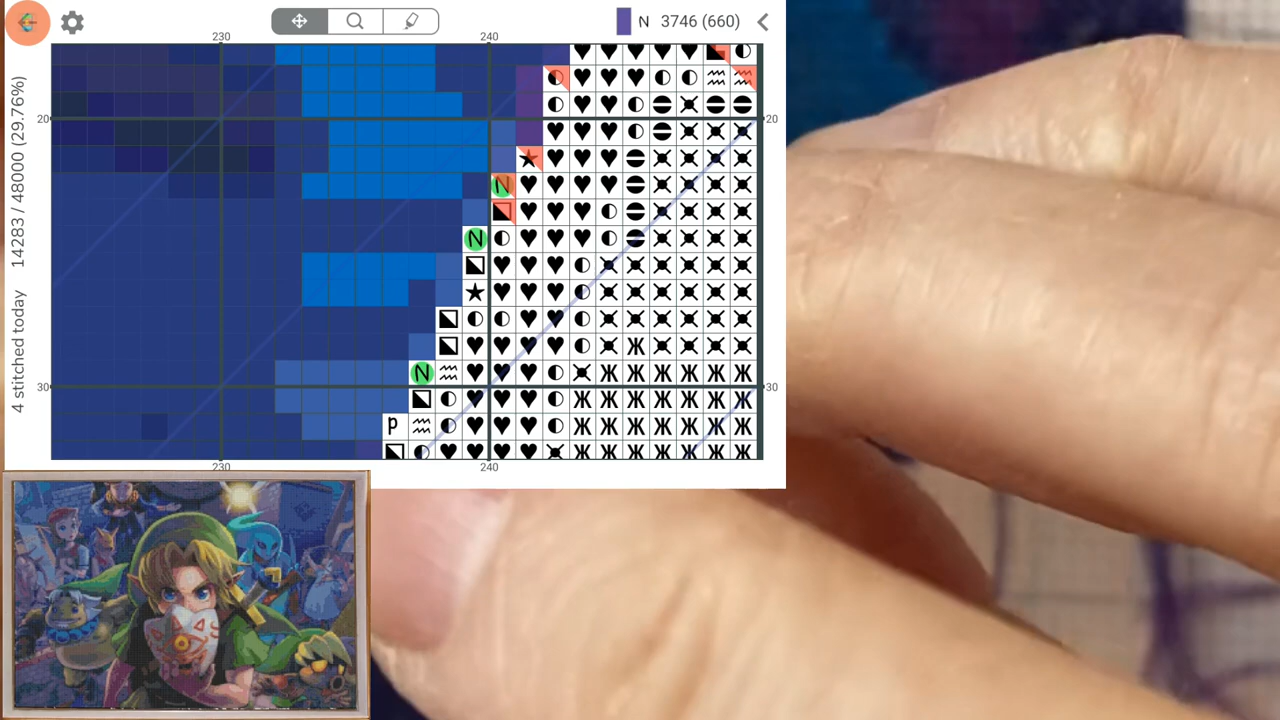 N 3746 (660)
230 240
20 20
30 30
230 240
4 stitched today 14283 / 48000 (29.76%)
N
N
N
p
ж
ж ж ж ж ж ж
ж ж ж ж ж ж ж
ж ж ж ж ж ж ж
ж ж ж ж ж ж